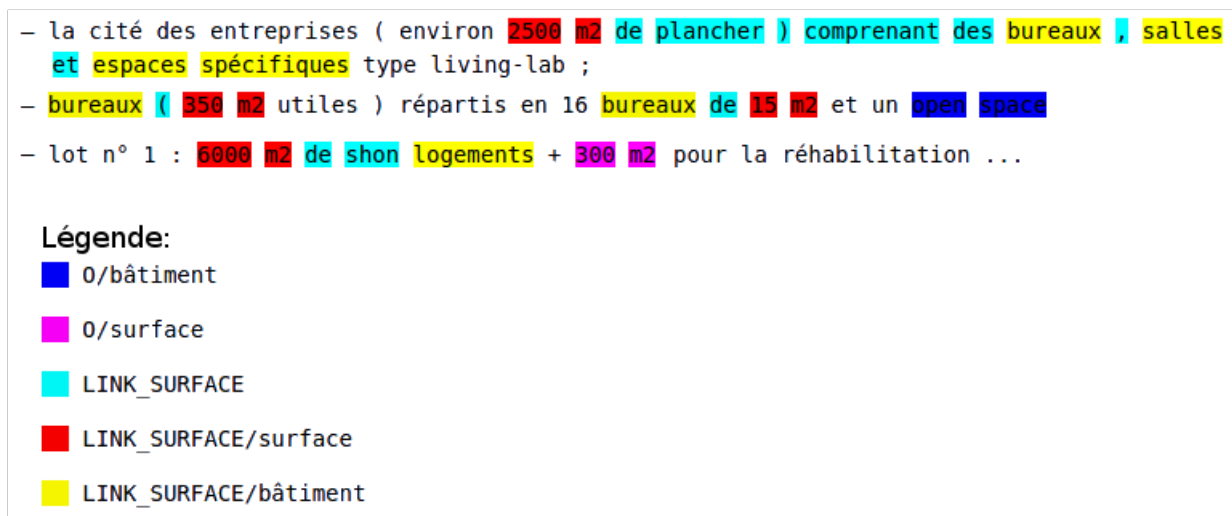 – la cité des entreprises ( environ 2500 m2 de plancher ) comprenant des bureaux , salles
et espaces spécifiques type living-lab ;
– bureaux ( 350 m2 utiles ) répartis en 16 bureaux de 15 m2 et un open space
– lot n° 1 : 6000 m2 de shon logements + 300 m2 pour la réhabilitation ...
Légende:
O/bâtiment
O/surface
LINK_SURFACE
LINK_SURFACE/surface
LINK_SURFACE/bâtiment